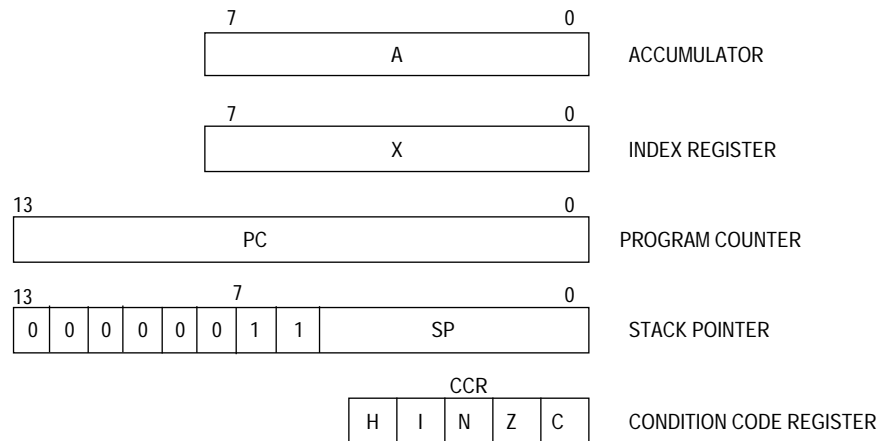 7 0
A ACCUMULATOR
7 0
X INDEX REGISTER
13 0
PC PROGRAM COUNTER
13 7 0
0 0 0 0 0 0 1 1 SP STACK POINTER
CCR
H I N Z C CONDITION CODE REGISTER